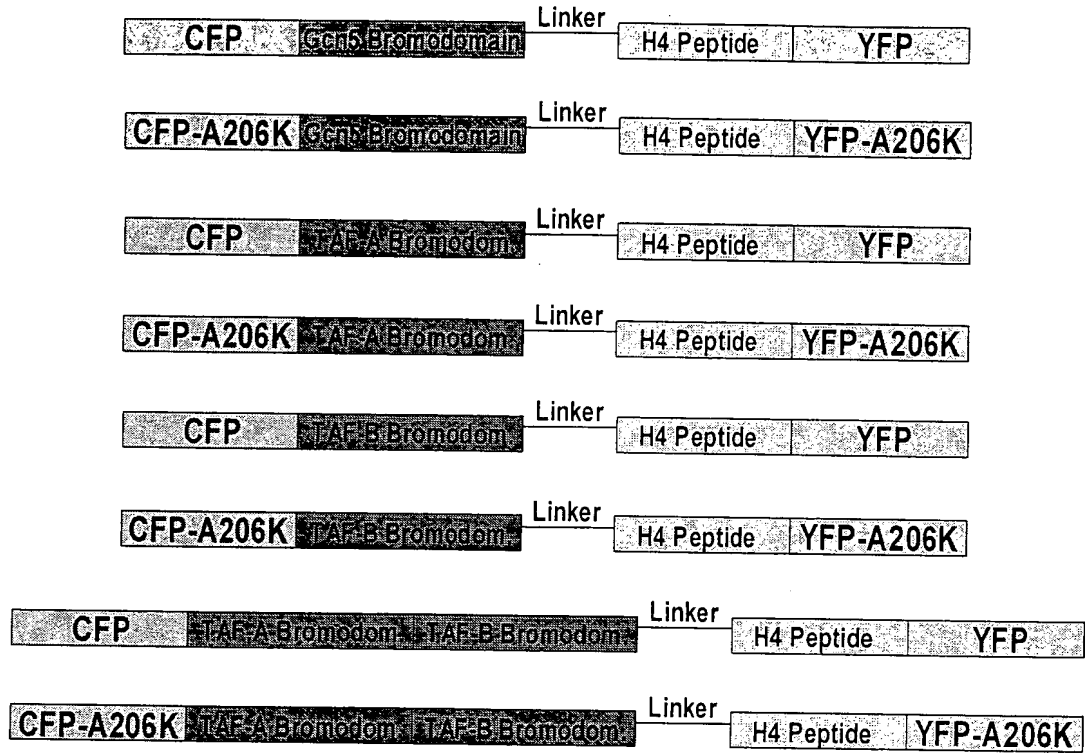 Linker
CFP Gcn5 Bromodomain H4 Peptide YFP
Linker
CFP-A206K Gcn5 Bromodomain H4 Peptide YFP-A206K
Linker
CFP TAF-A Bromodom H4 Peptide YFP
Linker
CFP-A206K TAF-A Bromodom H4 Peptide YFP-A206K
Linker
CFP TAF-B Bromodom H4 Peptide YFP
Linker
CFP-A206K TAF-B Bromodom H4 Peptide YFP-A206K
Linker
CFP TAF-A-Bromodom TAF-B-Bromodom H4 Peptide YFP
Linker
CFP-A206K TAF-A Bromodom TAF-B Bromodom H4 Peptide YFP-A206K